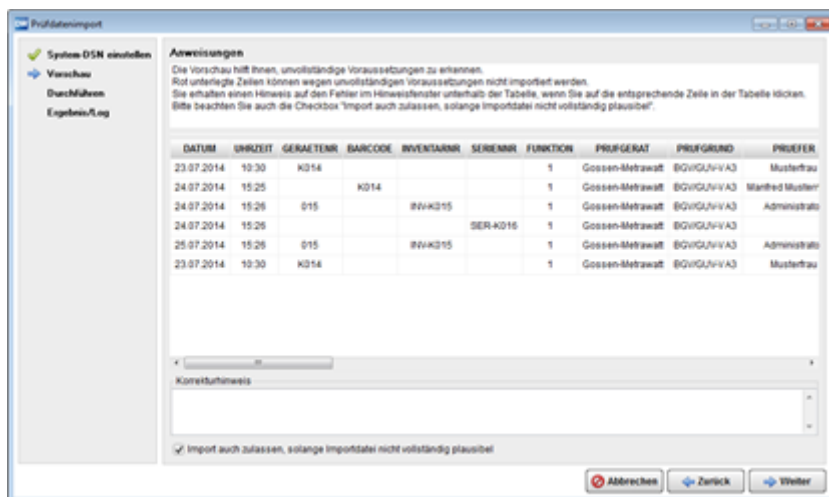 Prüfdatenimport
System-DSN einstellen
Vorschau
Durchführen
Ergebnis/Log
Anweisungen
Die Vorschau hilft Ihnen, unvollständige Voraussetzungen zu erkennen.
Rot unterlegte Zeilen können wegen unvollständigen Voraussetzungen nicht importiert werden.
Sie erhalten einen Hinweis auf den Fehler im Hinweisfenster unterhalb der Tabelle, wenn Sie auf die entsprechende Zeile in der Tabelle klicken.
Bitte beachten Sie auch die Checkbox "Import auch zulassen, solange Importdatei nicht vollständig plausibel".
DATUM UHRZEIT GERAETENR BARCODE INVENTARNR SERIENNR FUNKTION PRUFGERAT PRUFGRUND PRUEFER
23.07.2014 10:30 K014 1 Gossen-Metrawatt BGV/GUV-VA3 Musterfrau
24.07.2014 15:25 K014 1 Gossen-Metrawatt BGV/GUV-VA3 Manfred Musterm
24.07.2014 15:26 015 INV-K015 1 Gossen-Metrawatt BGV/GUV-VA3 Administrato
24.07.2014 15:26 SER-K016 1 Gossen-Metrawatt BGV/GUV-VA3
25.07.2014 15:26 015 INV-K015 1 Gossen-Metrawatt BGV/GUV-VA3 Administrato
23.07.2014 10:30 K014 1 Gossen-Metrawatt BGV/GUV-VA3 Musterfrau
Korrekturhinweis
Import auch zulassen, solange Importdatei nicht vollständig plausibel
Abbrechen Zurück Weiter